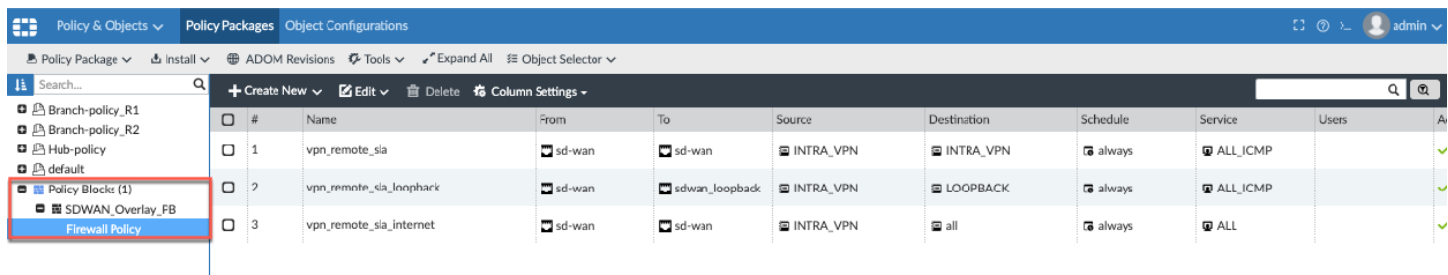 Policy & Objects Policy Packages Object Configurations admin
Policy Package Install ADOM Revisions Tools Expand All Object Selector
Search... Create New Edit Delete Column Settings
Branch-policy_R1
Branch-policy_R2
Hub-policy
default
Policy Blocks (1)
SDWAN_Overlay_FB
Firewall Policy
# Name From To Source Destination Schedule Service Users
1 vpn_remote_sia sd-wan sd-wan INTRA_VPN INTRA_VPN always ALL_ICMP
2 vpn_remote_sia_loopback sd-wan sdwan_loopback INTRA_VPN LOOPBACK always ALL_ICMP
3 vpn_remote_sia_internet sd-wan sd-wan INTRA_VPN all always ALL